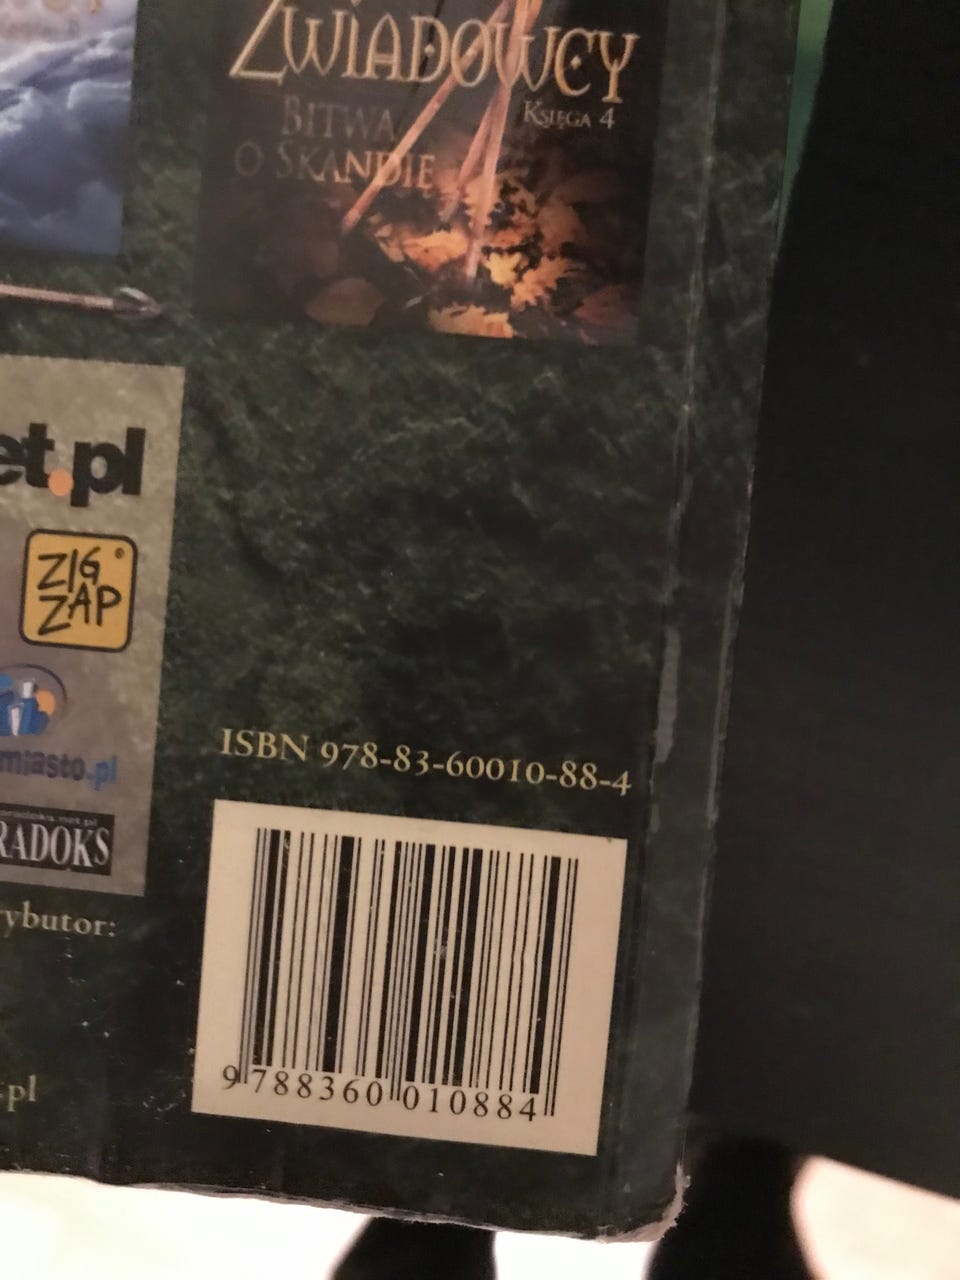 ZWIADOWCY
KSIĘGA 4
BITWA
O SKANDIE
et.pl
ZIG
ZAP
miasto.pl
RADOKS
ISBN 978-83-60010-88-4
rybutor:
.pl
9 788360 010884